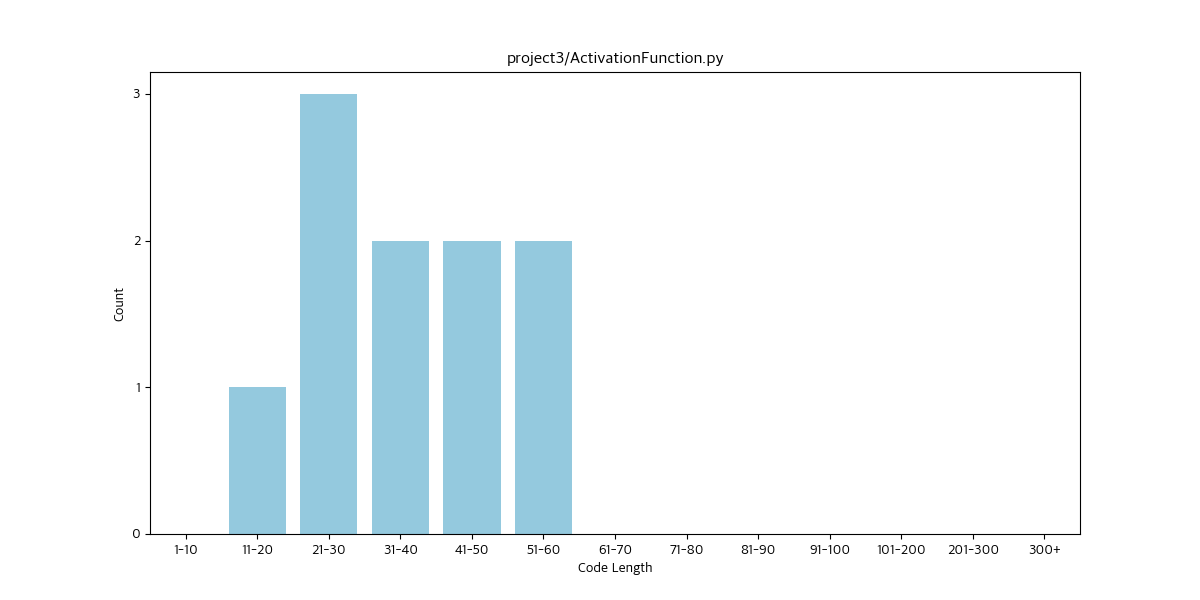 project3/ActivationFunction.py
3
2
1
0
Count
1-10 11-20 21-30 31-40 41-50 51-60 61-70 71-80 81-90 91-100 101-200 201-300 300+
Code Length